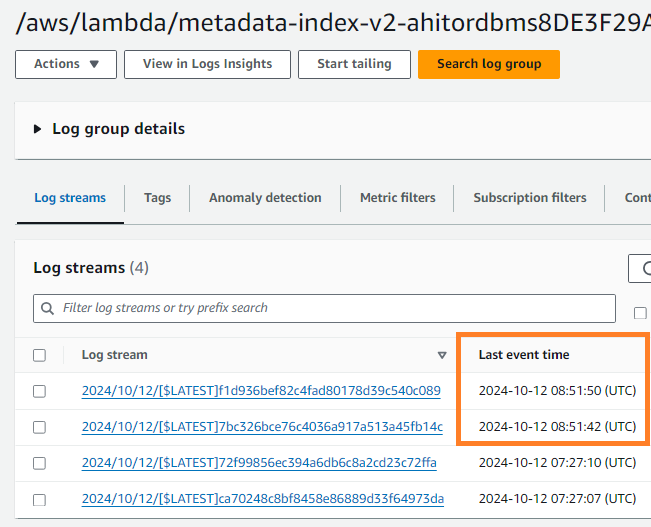 /aws/lambda/metadata-index-v2-ahitordbms8DE3F29A
Actions View in Logs Insights Start tailing Search log group
Log group details
Log streams Tags Anomaly detection Metric filters Subscription filters Cont
Log streams (4)
Filter log streams or try prefix search
Log stream Last event time
2024/10/12/[$LATEST]f1d936bef82c4fad80178d39c540c089 2024-10-12 08:51:50 (UTC)
2024/10/12/[$LATEST]7bc326bce76c4036a917a513a45fb14c 2024-10-12 08:51:42 (UTC)
2024/10/12/[$LATEST]72f99856ec394a6db6c8a2cd23c72ffa 2024-10-12 07:27:10 (UTC)
2024/10/12/[$LATEST]ca70248c8bf8458e86889d33f64973da 2024-10-12 07:27:07 (UTC)